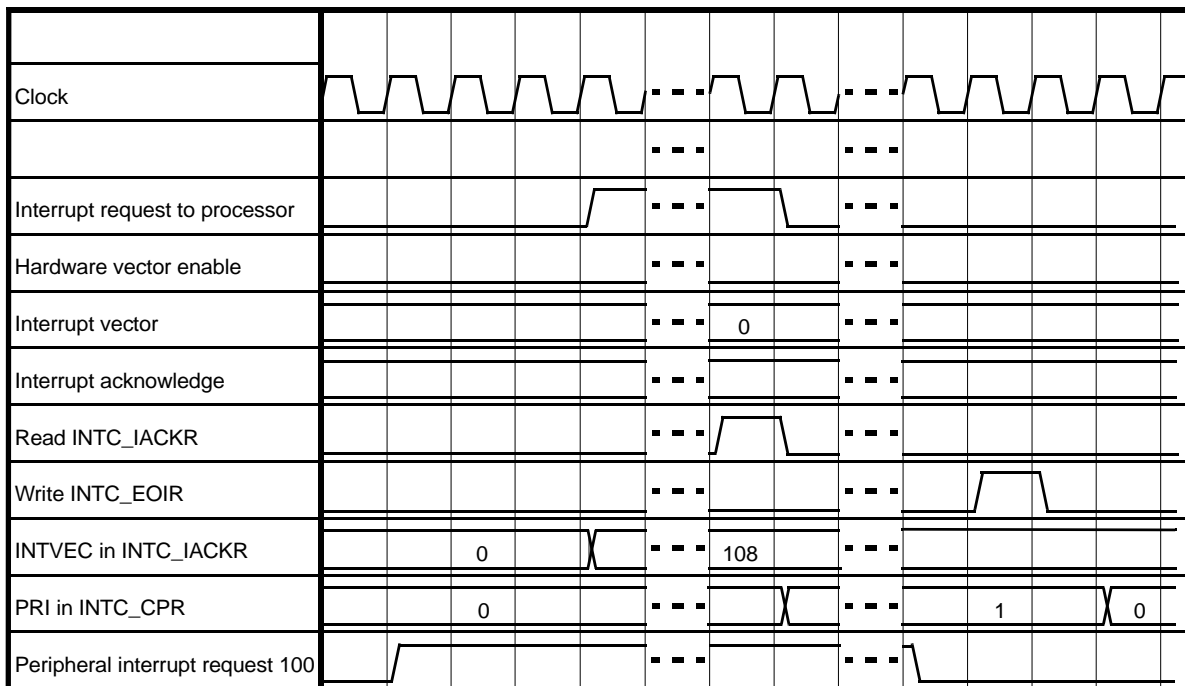 Clock
Interrupt request to processor
Hardware vector enable
Interrupt vector
0
Interrupt acknowledge
Read INTC_IACKR
Write INTC_EOIR
INTVEC in INTC_IACKR
0
108
PRI in INTC_CPR
0
1
0
Peripheral interrupt request 100